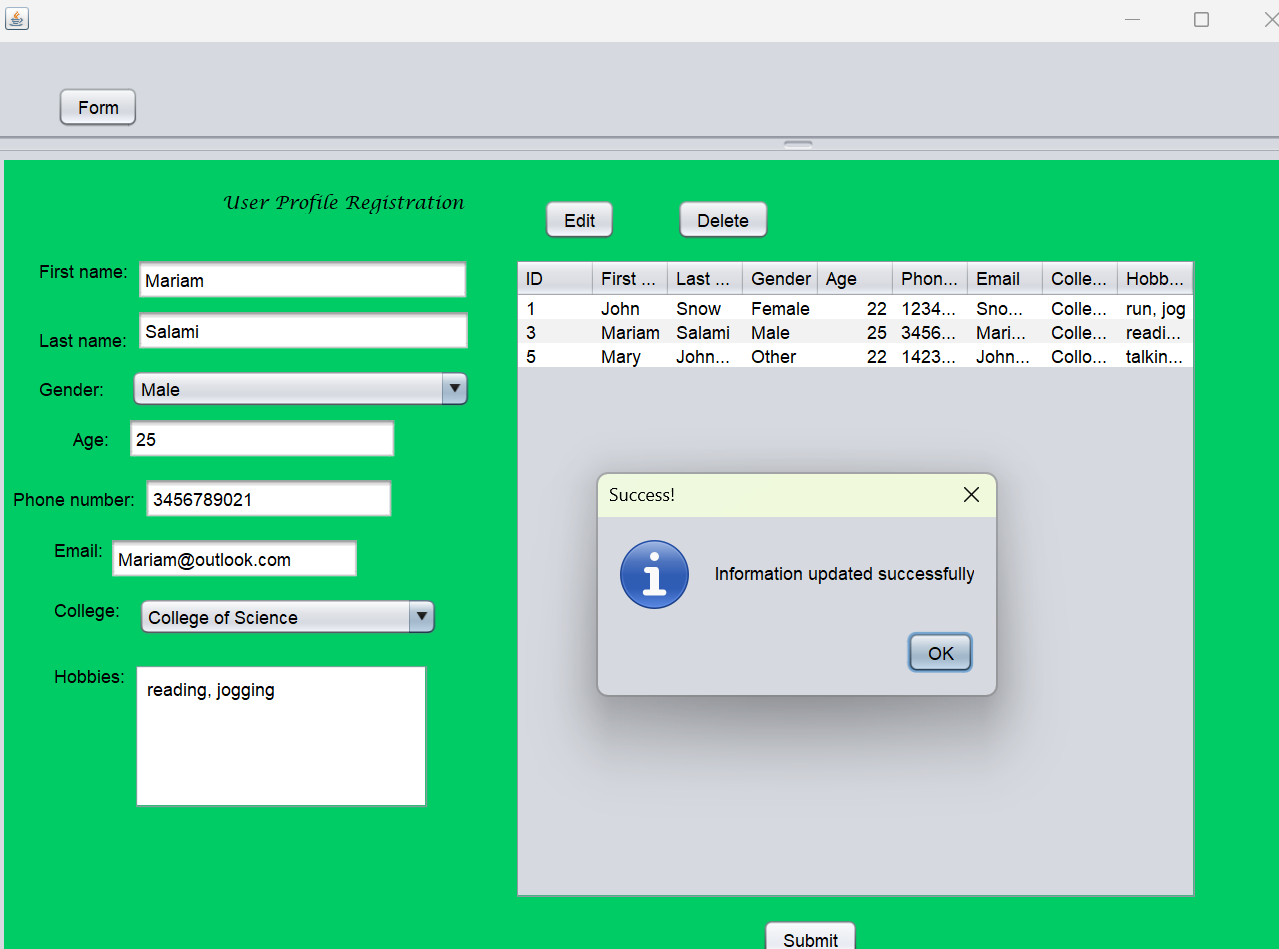 Form
User Profile Registration
Edit Delete
First name: Mariam
Last name: Salami
Gender: Male
Age: 25
Phone number: 3456789021
Email: Mariam@outlook.com
College: College of Science
Hobbies: reading, jogging
ID First ... Last ... Gender Age Phon... Email Colle... Hobb...
1 John Snow Female 22 1234... Sno... Colle... run, jog
3 Mariam Salami Male 25 3456... Mari... Colle... readi...
5 Mary John... Other 22 1423... John... Collo... talkin...
Success!
Information updated successfully
OK
Submit